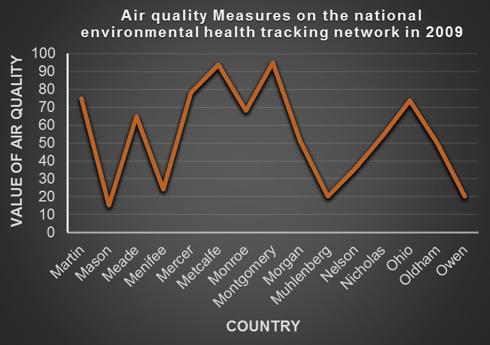 Air quality Measures on the national
environmental health tracking network in 2009
VALUE OF AIR QUALITY
100
90
80
70
60
50
40
30
20
10
0
Martin
Mason
Meade
Menifee
Mercer
Metcalfe
Monroe
Montgomery
Morgan
Muhlenberg
Nelson
Nicholas
Ohio
Oldham
Owen
COUNTRY